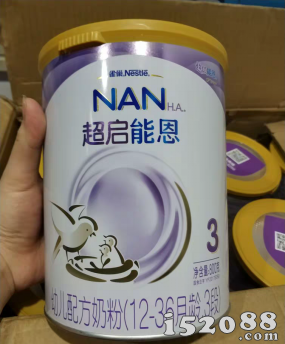 雀巢 Nestlé
NAN H.A.
超启能恩
3
净含量:800克
幼儿配方奶粉(12-36月龄,3段)
152088.com